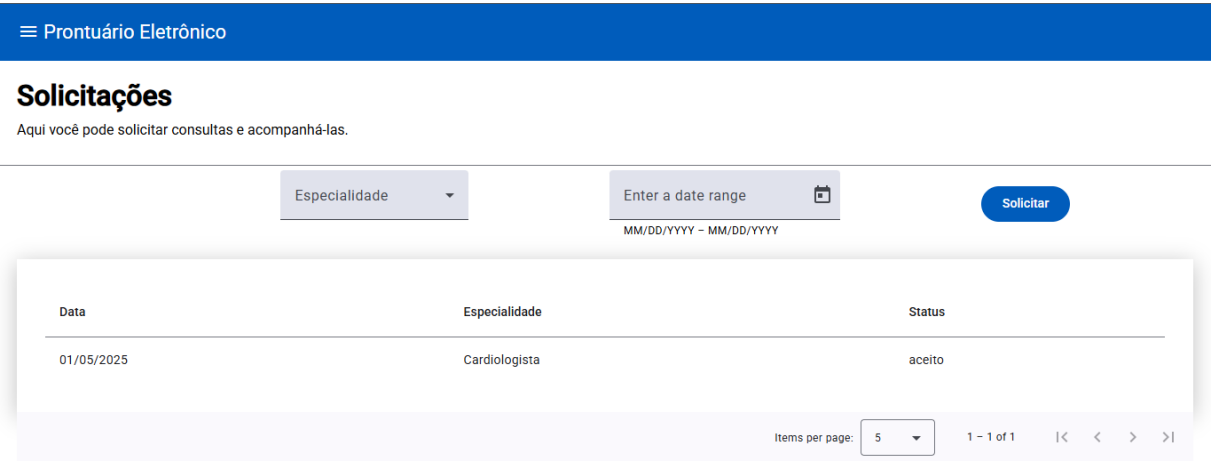 Prontuário Eletrônico
Solicitações
Aqui você pode solicitar consultas e acompanhá-las.
Especialidade
Enter a date range
Solicitar
MM/DD/YYYY – MM/DD/YYYY
Data Especialidade Status
01/05/2025 Cardiologista aceito
Items per page: 5 1 – 1 of 1